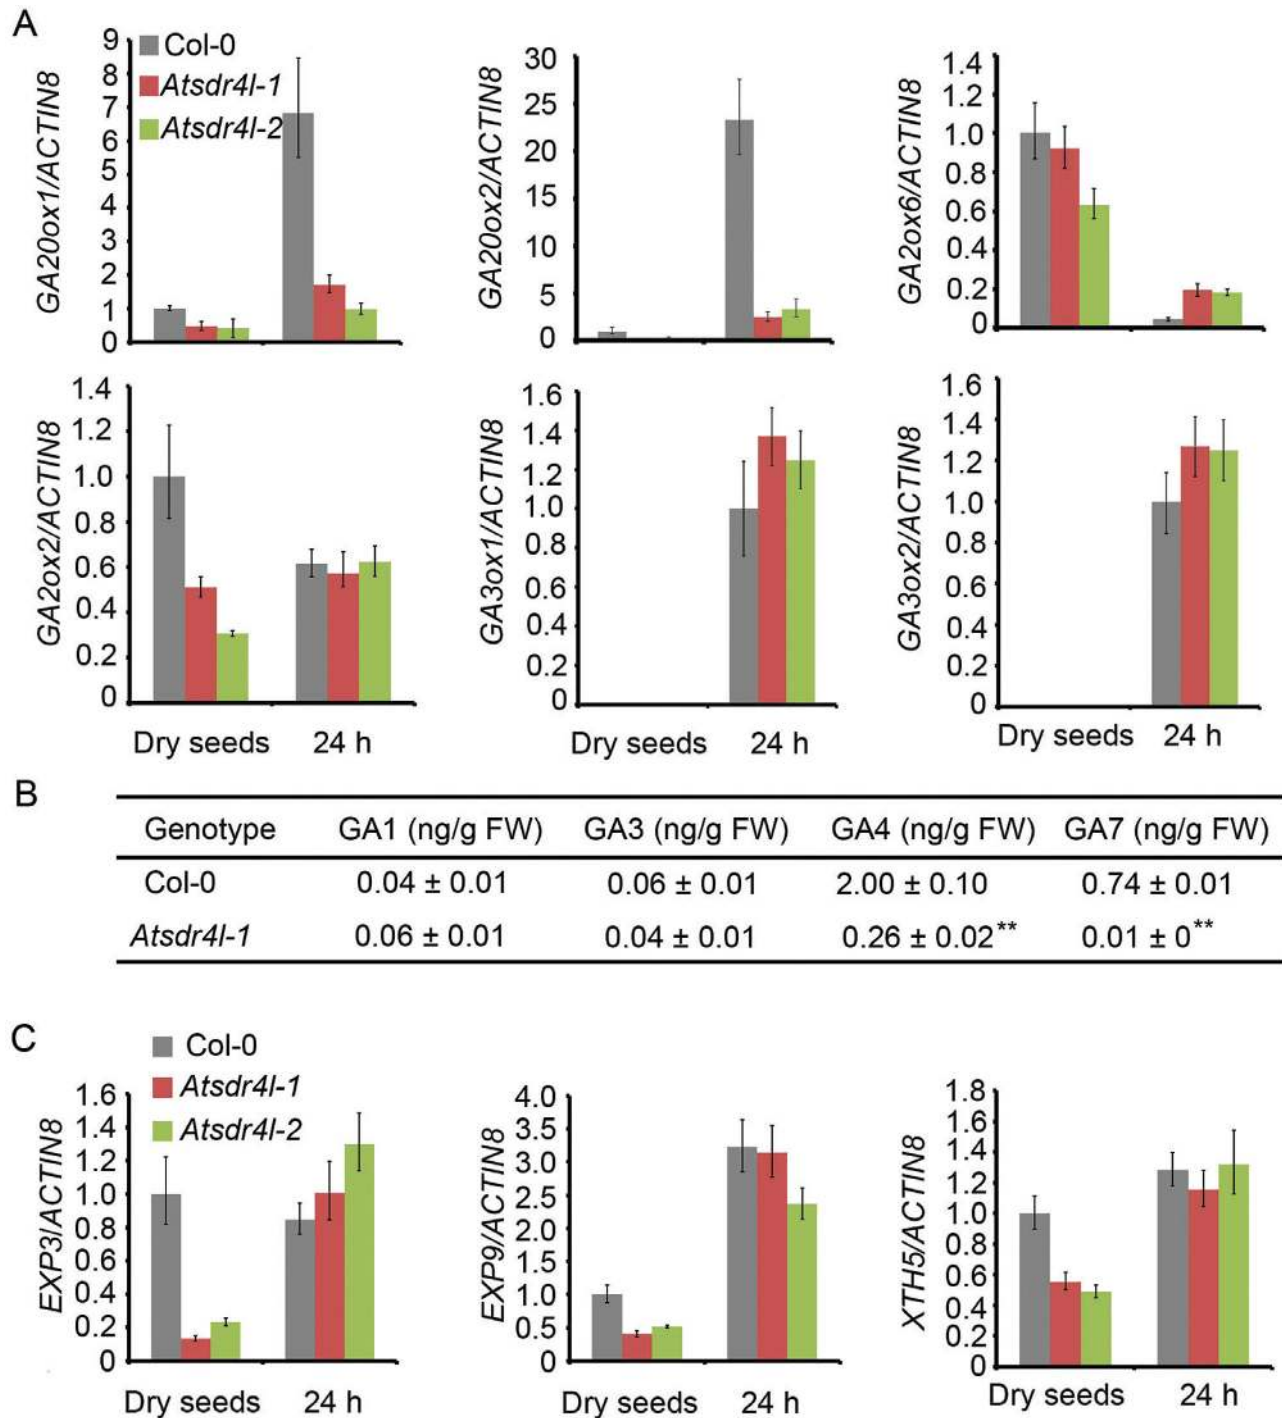 A
Col-0
Atsdr4l-1
Atsdr4l-2
GA20ox1/ACTIN8
9
8
7
6
5
4
3
2
1
0
GA20ox2/ACTIN8
30
25
20
15
10
5
0
GA2ox6/ACTIN8
1.4
1.2
1.0
0.8
0.6
0.4
0.2
0
GA2ox2/ACTIN8
1.4
1.2
1.0
0.8
0.6
0.4
0.2
0
Dry seeds 24 h
GA3ox1/ACTIN8
1.6
1.4
1.2
1.0
0.8
0.6
0.4
0.2
0
Dry seeds 24 h
GA3ox2/ACTIN8
1.6
1.4
1.2
1.0
0.8
0.6
0.4
0.2
0
Dry seeds 24 h
B
Genotype GA1 (ng/g FW) GA3 (ng/g FW) GA4 (ng/g FW) GA7 (ng/g FW)
Col-0 0.04 ± 0.01 0.06 ± 0.01 2.00 ± 0.10 0.74 ± 0.01
Atsdr4l-1 0.06 ± 0.01 0.04 ± 0.01 0.26 ± 0.02** 0.01 ± 0**
C
Col-0
Atsdr4l-1
Atsdr4l-2
EXP3/ACTIN8
1.6
1.4
1.2
1.0
0.8
0.6
0.4
0.2
0
Dry seeds 24 h
EXP9/ACTIN8
4.0
3.5
3.0
2.5
2.0
1.5
1.0
0.5
0
Dry seeds 24 h
XTH5/ACTIN8
1.8
1.6
1.4
1.2
1.0
0.8
0.6
0.4
0.2
0
Dry seeds 24 h